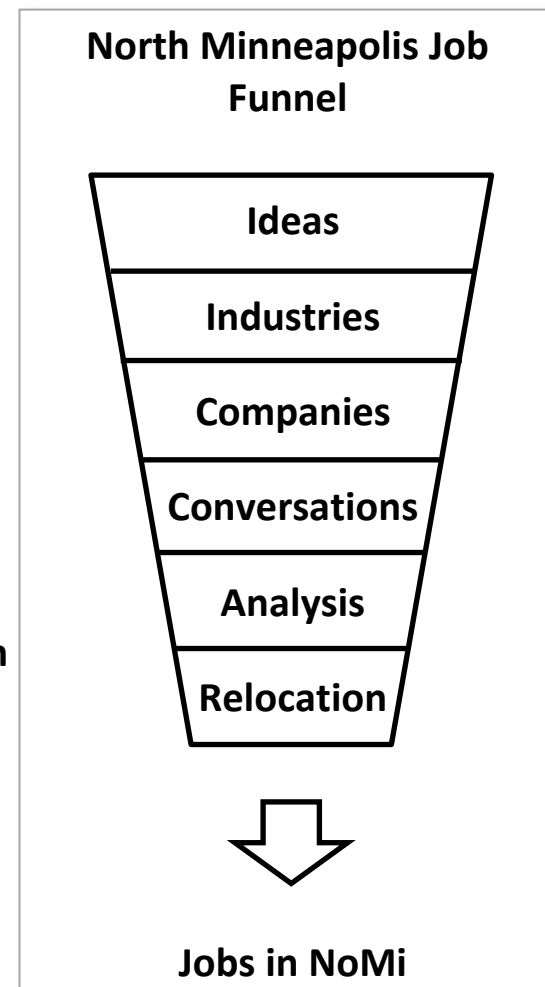 North Minneapolis Job
Funnel
Ideas
Industries
Companies
Conversations
Analysis
Relocation
Jobs in NoMi